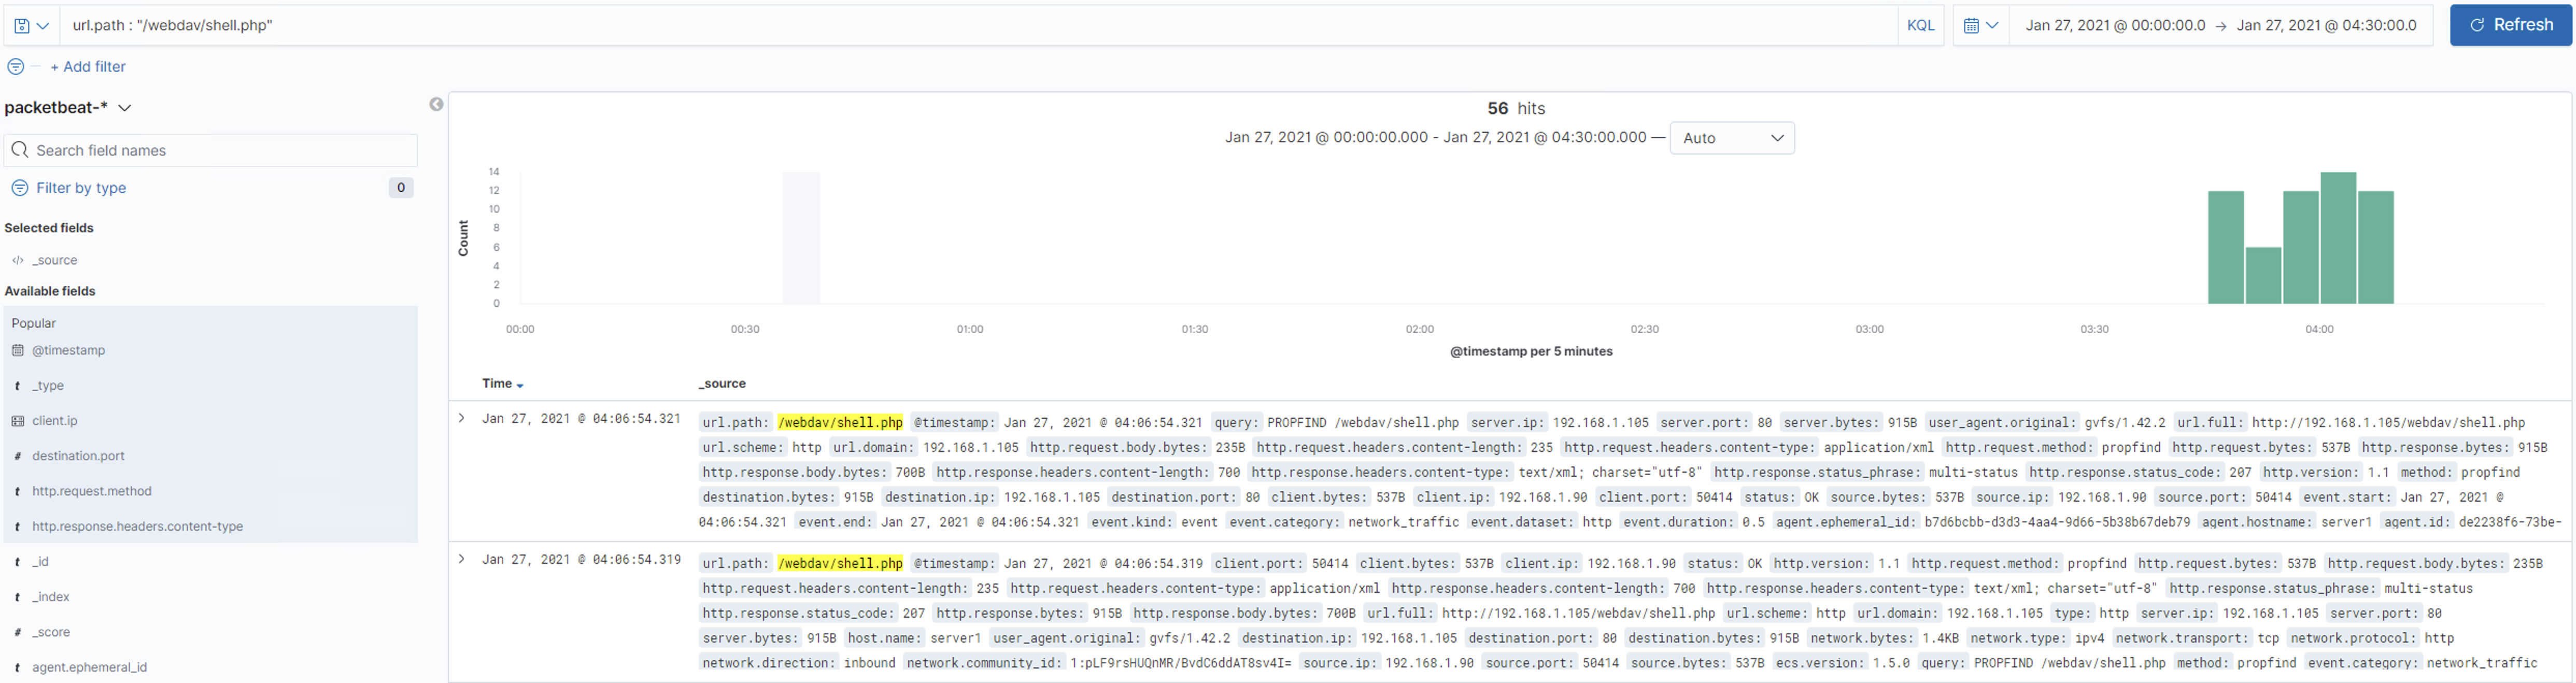 url.path : "/webdav/shell.php"
KQL
Jan 27, 2021 @ 00:00:00.0 → Jan 27, 2021 @ 04:30:00.0
Refresh
+ Add filter
packetbeat-*
Search field names
Filter by type 0
Selected fields
_source
Available fields
Popular
@timestamp
t _type
client.ip
# destination.port
t http.request.method
t http.response.headers.content-type
t _id
t _index
# _score
t agent.ephemeral_id
56 hits
Jan 27, 2021 @ 00:00:00.000 - Jan 27, 2021 @ 04:30:00.000 — Auto
Count
14
12
10
8
6
4
2
0
00:00 00:30 01:00 01:30 02:00 02:30 03:00 03:30 04:00
@timestamp per 5 minutes
Time _source
Jan 27, 2021 @ 04:06:54.321 url.path: /webdav/shell.php @timestamp: Jan 27, 2021 @ 04:06:54.321 query: PROPFIND /webdav/shell.php server.ip: 192.168.1.105 server.port: 80 server.bytes: 915B user_agent.original: gvfs/1.42.2 url.full: http://192.168.1.105/webdav/shell.php
url.scheme: http url.domain: 192.168.1.105 http.request.body.bytes: 235B http.request.headers.content-length: 235 http.request.headers.content-type: application/xml http.request.method: propfind http.request.bytes: 537B http.response.bytes: 915B
http.response.body.bytes: 700B http.response.headers.content-length: 700 http.response.headers.content-type: text/xml; charset="utf-8" http.response.status_phrase: multi-status http.response.status_code: 207 http.version: 1.1 method: propfind
destination.bytes: 915B destination.ip: 192.168.1.105 destination.port: 80 client.bytes: 537B client.ip: 192.168.1.90 client.port: 50414 status: OK source.bytes: 537B source.ip: 192.168.1.90 source.port: 50414 event.start: Jan 27, 2021 @
04:06:54.321 event.end: Jan 27, 2021 @ 04:06:54.321 event.kind: event event.category: network_traffic event.dataset: http event.duration: 0.5 agent.ephemeral_id: b7d6bcbb-d3d3-4aa4-9d66-5b38b67deb79 agent.hostname: server1 agent.id: de2238f6-73be-
Jan 27, 2021 @ 04:06:54.319 url.path: /webdav/shell.php @timestamp: Jan 27, 2021 @ 04:06:54.319 client.port: 50414 client.bytes: 537B client.ip: 192.168.1.90 status: OK http.version: 1.1 http.request.method: propfind http.request.bytes: 537B http.request.body.bytes: 235B
http.request.headers.content-length: 235 http.request.headers.content-type: application/xml http.response.headers.content-length: 700 http.response.headers.content-type: text/xml; charset="utf-8" http.response.status_phrase: multi-status
http.response.status_code: 207 http.response.bytes: 915B http.response.body.bytes: 700B url.full: http://192.168.1.105/webdav/shell.php url.scheme: http url.domain: 192.168.1.105 type: http server.ip: 192.168.1.105 server.port: 80
server.bytes: 915B host.name: server1 user_agent.original: gvfs/1.42.2 destination.ip: 192.168.1.105 destination.port: 80 destination.bytes: 915B network.bytes: 1.4KB network.type: ipv4 network.transport: tcp network.protocol: http
network.direction: inbound network.community_id: 1:pLF9rsHUQnMR/BvdC6ddAT8sv4I= source.ip: 192.168.1.90 source.port: 50414 source.bytes: 537B ecs.version: 1.5.0 query: PROPFIND /webdav/shell.php method: propfind event.category: network_traffic